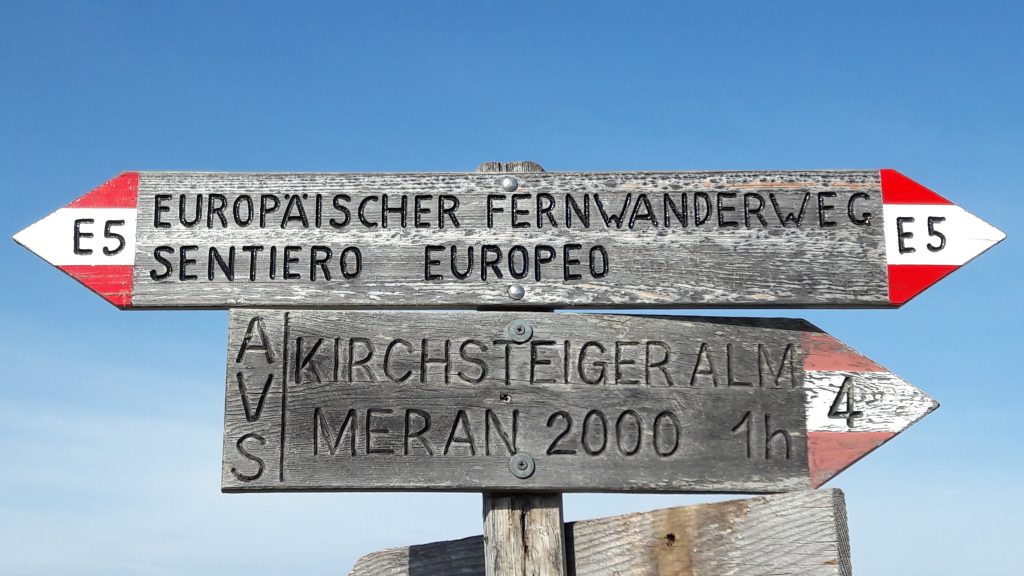 E5 EUROPÄISCHER FERNWANDERWEG E5
SENTIERO EUROPEO
AVS KIRCHSTEIGER ALM 4
MERAN 2000 1h